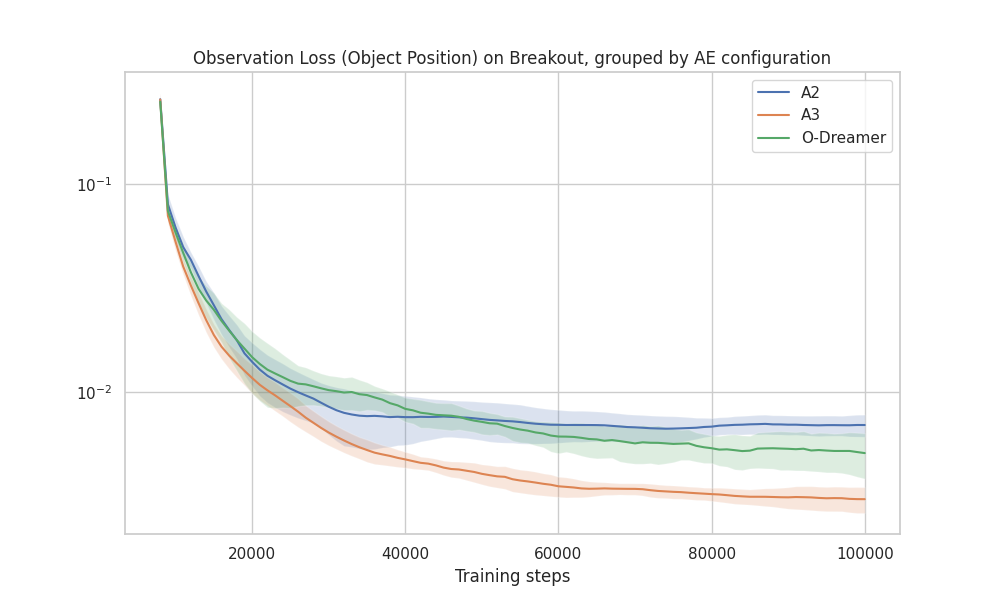 Observation Loss (Object Position) on Breakout, grouped by AE configuration
A2
A3
O-Dreamer
10⁻¹
10⁻²
20000 40000 60000 80000 100000
Training steps